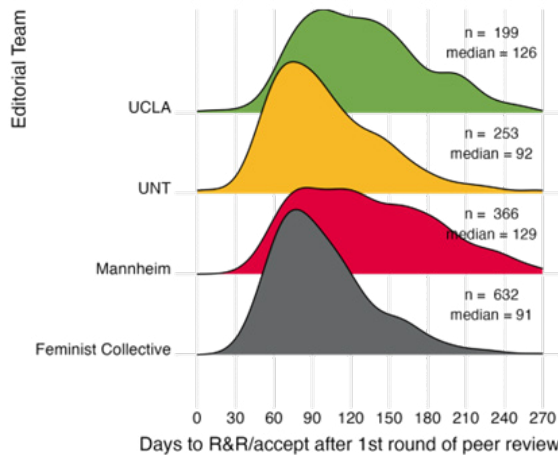 Editorial Team
n = 199
median = 126
UCLA
n = 253
median = 92
UNT
n = 366
median = 129
Mannheim
n = 632
median = 91
Feminist Collective
0 30 60 90 120 150 180 210 240 270
Days to R&R/accept after 1st round of peer review